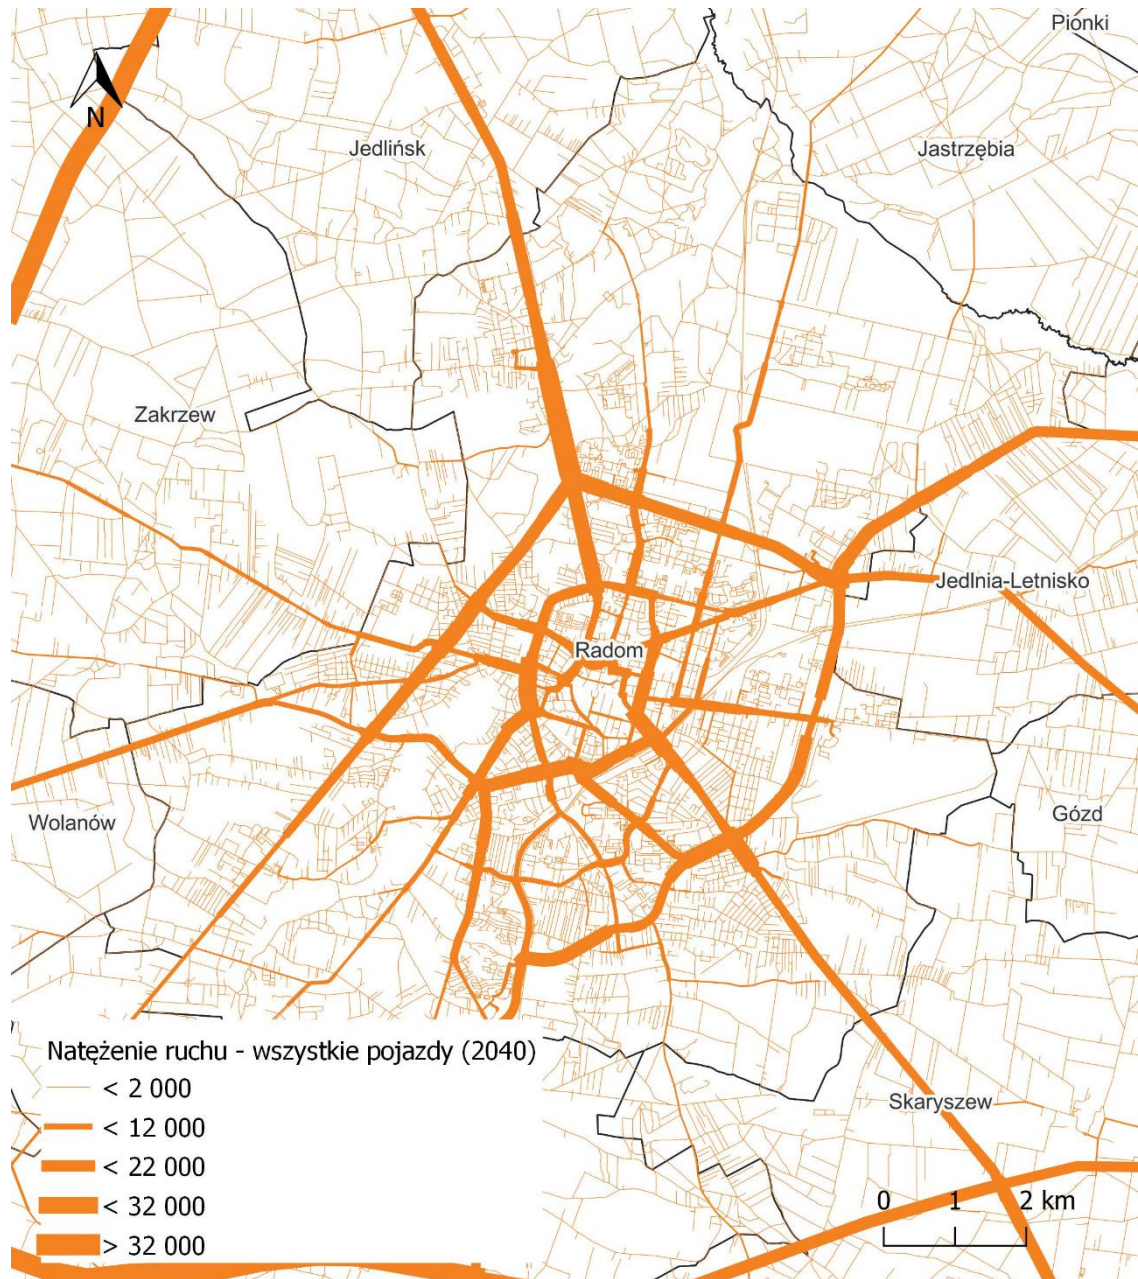 Pionki
N
Jedlińsk
Jastrzębia
Zakrzew
Jedlnia-Letnisko
Radom
Wolanów
Gózd
Natężenie ruchu - wszystkie pojazdy (2040)
< 2 000
< 12 000
< 22 000
< 32 000
> 32 000
Skaryszew
0 1 2 km